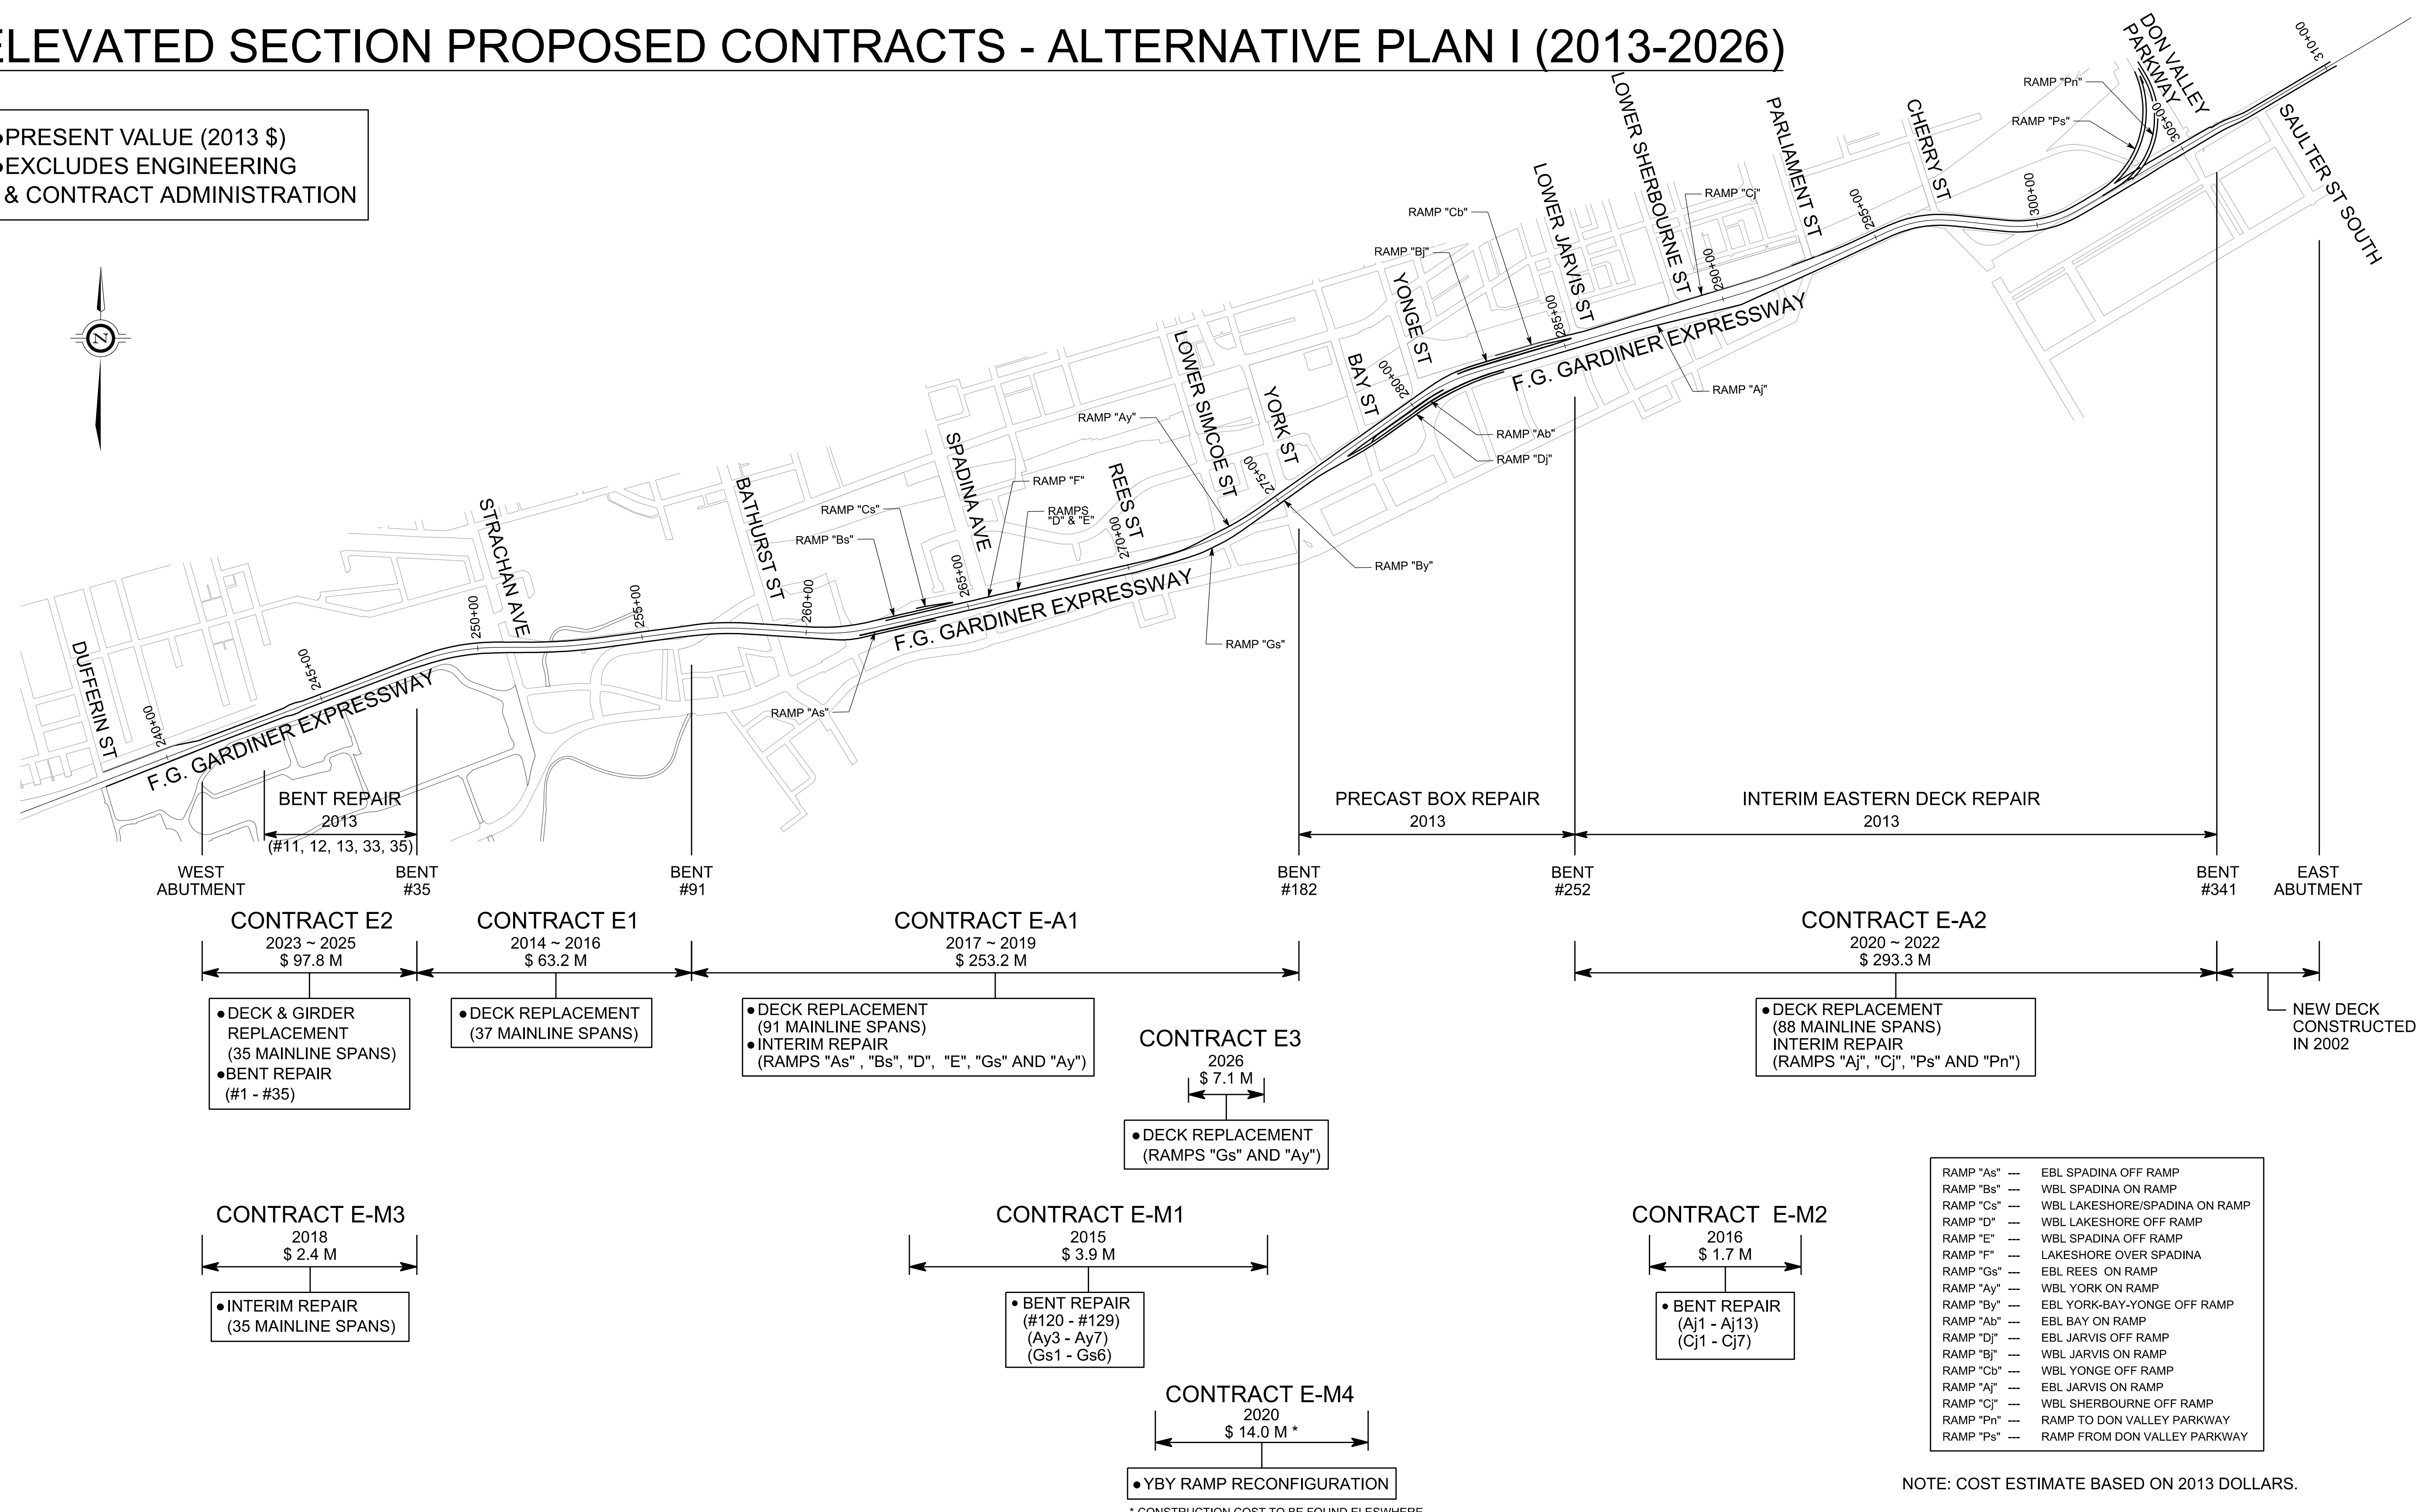 ELEVATED SECTION PROPOSED CONTRACTS - ALTERNATIVE PLAN I (2013-2026)
●PRESENT VALUE (2013 $)
●EXCLUDES ENGINEERING
& CONTRACT ADMINISTRATION
N
DUFFERIN ST
STRACHAN AVE
BATHURST ST
SPADINA AVE
REES ST
LOWER SIMCOE ST
YORK ST
BAY ST
YONGE ST
LOWER JARVIS ST
LOWER SHERBOURNE ST
PARLIAMENT ST
CHERRY ST
DON VALLEY
PARKWAY
SAULTER ST SOUTH
F.G. GARDINER EXPRESSWAY
F.G. GARDINER EXPRESSWAY
F.G. GARDINER EXPRESSWAY
240+00
245+00
250+00
255+00
260+00
265+00
270+00
275+00
280+00
285+00
290+00
295+00
300+00
305+00
310+00
RAMP "As"
RAMP "Bs"
RAMP "Cs"
RAMP "F"
RAMPS
"D" & "E"
RAMP "Ay"
RAMP "Gs"
RAMP "By"
RAMP "Dj"
RAMP "Ab"
RAMP "Bj"
RAMP "Cb"
RAMP "Aj"
RAMP "Cj"
RAMP "Ps"
RAMP "Pn"
BENT REPAIR
2013
(#11, 12, 13, 33, 35)
PRECAST BOX REPAIR
2013
INTERIM EASTERN DECK REPAIR
2013
WEST
ABUTMENT
BENT
#35
BENT
#91
BENT
#182
BENT
#252
BENT
#341
EAST
ABUTMENT
CONTRACT E2
2023 ~ 2025
$ 97.8 M
●DECK & GIRDER
REPLACEMENT
(35 MAINLINE SPANS)
●BENT REPAIR
(#1 - #35)
CONTRACT E1
2014 ~ 2016
$ 63.2 M
●DECK REPLACEMENT
(37 MAINLINE SPANS)
CONTRACT E-A1
2017 ~ 2019
$ 253.2 M
●DECK REPLACEMENT
(91 MAINLINE SPANS)
●INTERIM REPAIR
(RAMPS "As" , "Bs", "D", "E", "Gs" AND "Ay")
CONTRACT E3
2026
$ 7.1 M
●DECK REPLACEMENT
(RAMPS "Gs" AND "Ay")
CONTRACT E-A2
2020 ~ 2022
$ 293.3 M
●DECK REPLACEMENT
(88 MAINLINE SPANS)
INTERIM REPAIR
(RAMPS "Aj", "Cj", "Ps" AND "Pn")
NEW DECK
CONSTRUCTED
IN 2002
CONTRACT E-M3
2018
$ 2.4 M
●INTERIM REPAIR
(35 MAINLINE SPANS)
CONTRACT E-M1
2015
$ 3.9 M
● BENT REPAIR
(#120 - #129)
(Ay3 - Ay7)
(Gs1 - Gs6)
CONTRACT E-M2
2016
$ 1.7 M
● BENT REPAIR
(Aj1 - Aj13)
(Cj1 - Cj7)
CONTRACT E-M4
2020
$ 14.0 M *
●YBY RAMP RECONFIGURATION
* CONSTRUCTION COST TO BE FOUND ELESWHERE
RAMP "As" --- EBL SPADINA OFF RAMP
RAMP "Bs" --- WBL SPADINA ON RAMP
RAMP "Cs" --- WBL LAKESHORE/SPADINA ON RAMP
RAMP "D" --- WBL LAKESHORE OFF RAMP
RAMP "E" --- WBL SPADINA OFF RAMP
RAMP "F" --- LAKESHORE OVER SPADINA
RAMP "Gs" --- EBL REES ON RAMP
RAMP "Ay" --- WBL YORK ON RAMP
RAMP "By" --- EBL YORK-BAY-YONGE OFF RAMP
RAMP "Ab" --- EBL BAY ON RAMP
RAMP "Dj" --- EBL JARVIS OFF RAMP
RAMP "Bj" --- WBL JARVIS ON RAMP
RAMP "Cb" --- WBL YONGE OFF RAMP
RAMP "Aj" --- EBL JARVIS ON RAMP
RAMP "Cj" --- WBL SHERBOURNE OFF RAMP
RAMP "Pn" --- RAMP TO DON VALLEY PARKWAY
RAMP "Ps" --- RAMP FROM DON VALLEY PARKWAY
NOTE: COST ESTIMATE BASED ON 2013 DOLLARS.